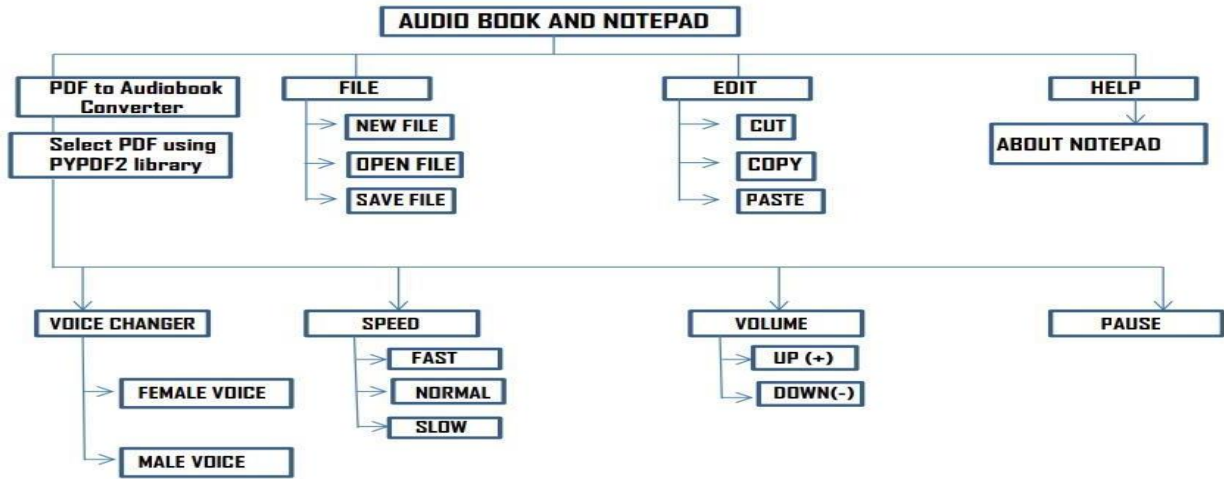 AUDIO BOOK AND NOTEPAD
PDF to Audiobook
Converter
FILE
EDIT
HELP
Select PDF using
PYPDF2 library
NEW FILE
OPEN FILE
SAVE FILE
CUT
COPY
PASTE
ABOUT NOTEPAD
VOICE CHANGER
SPEED
VOLUME
PAUSE
FEMALE VOICE
MALE VOICE
FAST
NORMAL
SLOW
UP (+)
DOWN(-)